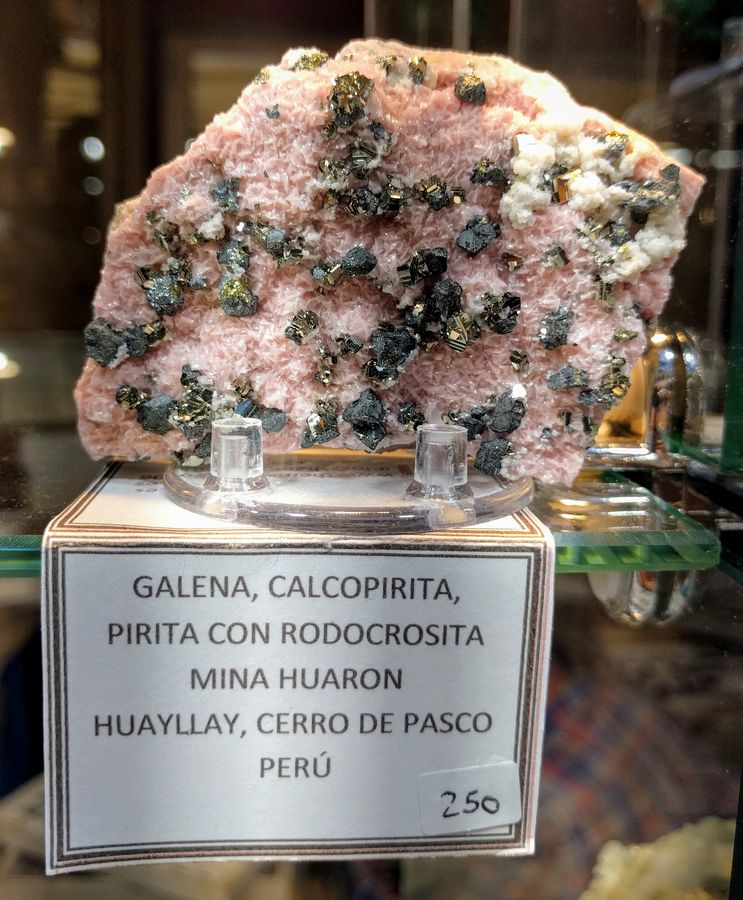 GALENA, CALCOPIRITA,
PIRITA CON RODOCROSITA
MINA HUARON
HUAYLLAY, CERRO DE PASCO
PERÚ
250